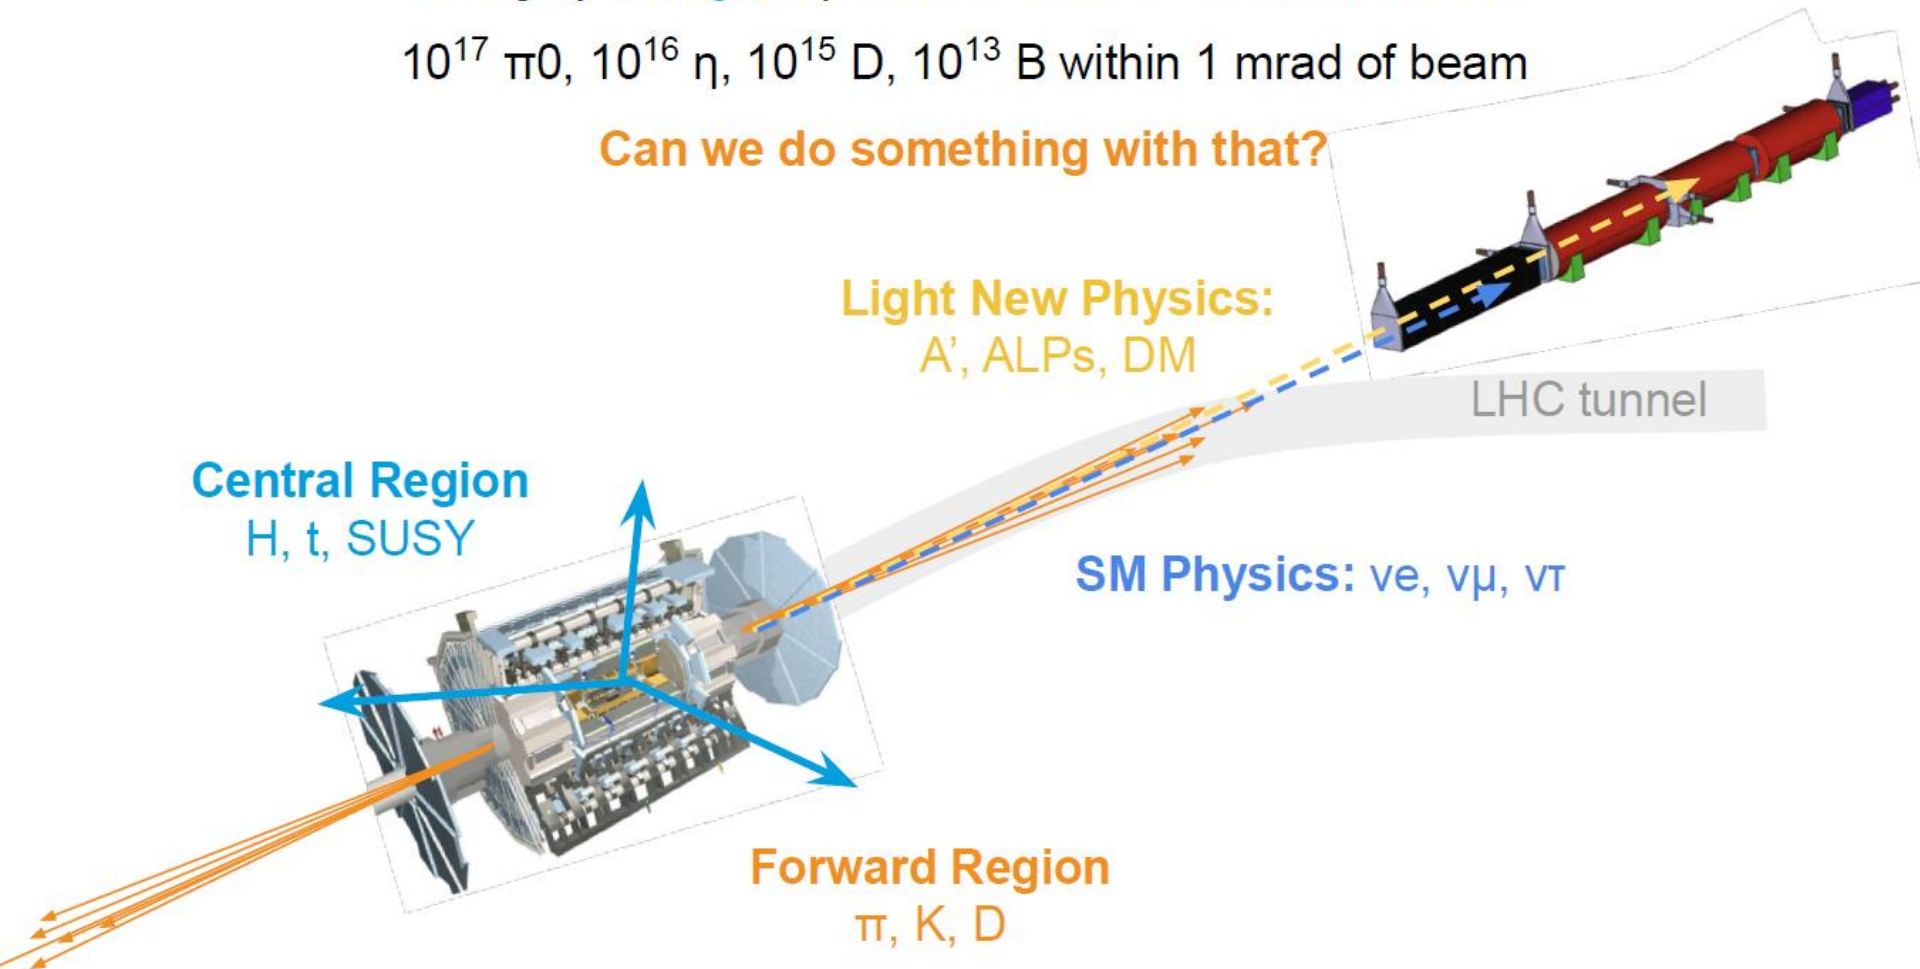 10¹⁷ π0, 10¹⁶ η, 10¹⁵ D, 10¹³ B within 1 mrad of beam
Can we do something with that?
Light New Physics:
A’, ALPs, DM
LHC tunnel
Central Region
H, t, SUSY
SM Physics: νe, νμ, ντ
Forward Region
π, K, D